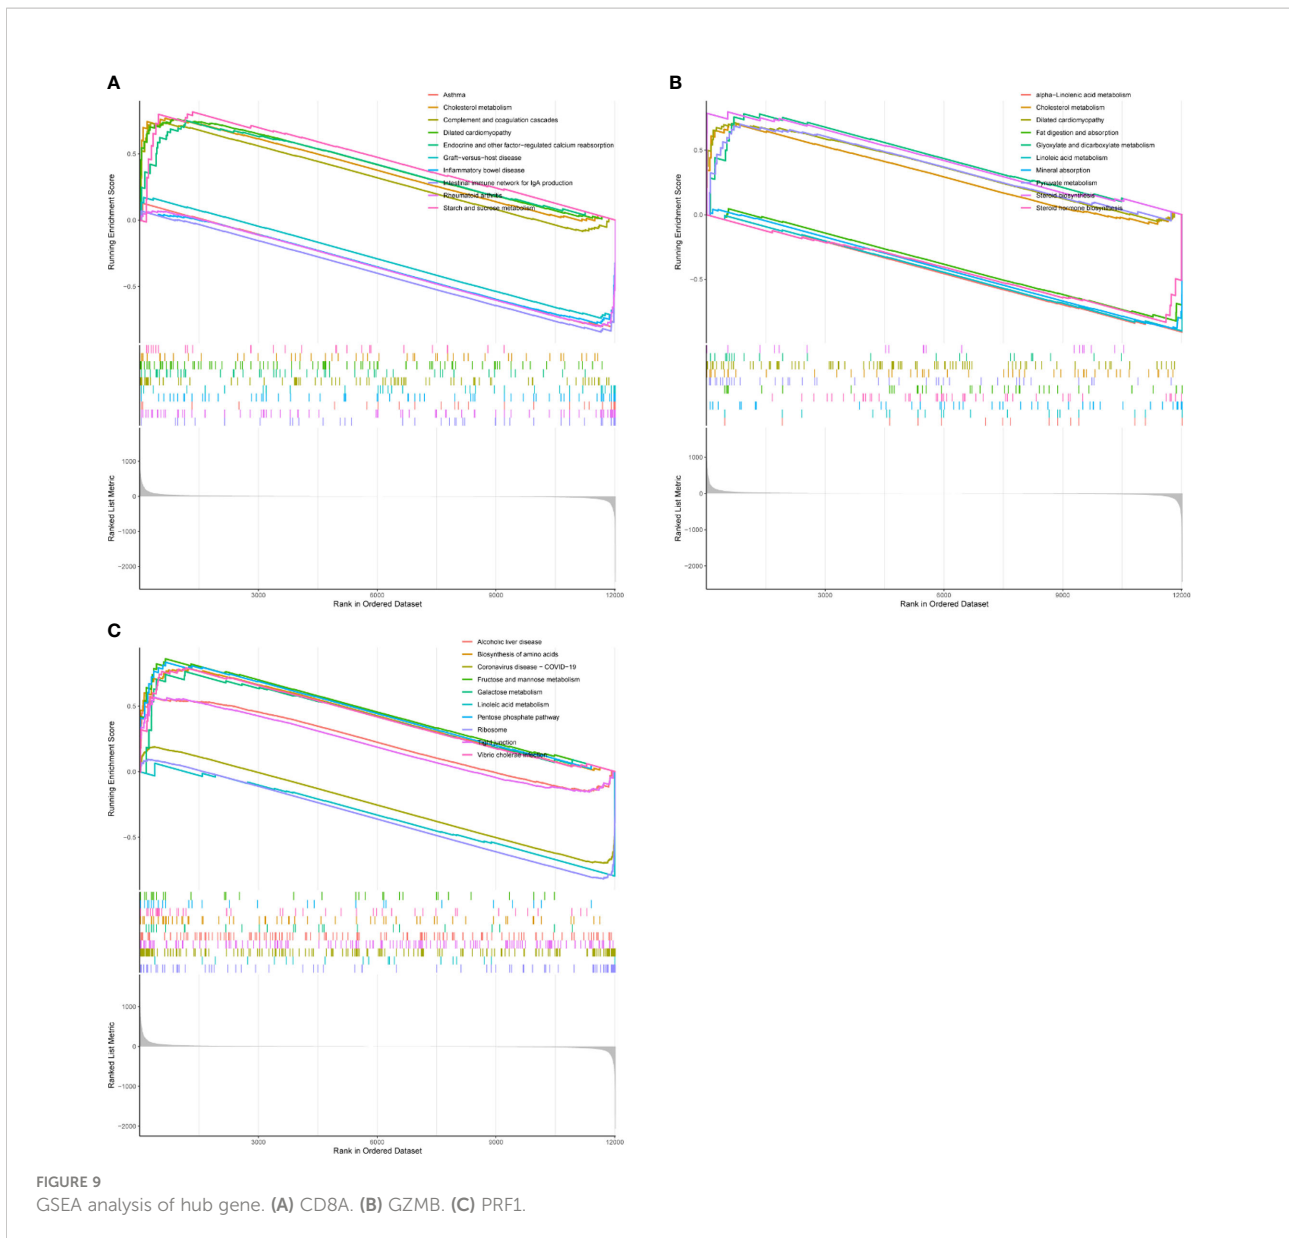 A
Running Enrichment Score
0.5
0.0
−0.5
Asthma
Cholesterol metabolism
Complement and coagulation cascades
Dilated cardiomyopathy
Endocrine and other factor−regulated calcium reabsorption
Graft−versus−host disease
Inflammatory bowel disease
Intestinal immune network for IgA production
Rheumatoid arthritis
Starch and sucrose metabolism
Ranked List Metric
1000
0
−1000
−2000
3000
6000
9000
12000
Rank in Ordered Dataset
B
Running Enrichment Score
0.5
0.0
−0.5
alpha−Linolenic acid metabolism
Cholesterol metabolism
Dilated cardiomyopathy
Fat digestion and absorption
Glyoxylate and dicarboxylate metabolism
Linoleic acid metabolism
Mineral absorption
Pyruvate metabolism
Steroid biosynthesis
Steroid hormone biosynthesis
Ranked List Metric
1000
0
−1000
−2000
3000
6000
9000
12000
Rank in Ordered Dataset
C
Running Enrichment Score
0.5
0.0
−0.5
Alcoholic liver disease
Biosynthesis of amino acids
Coronavirus disease − COVID−19
Fructose and mannose metabolism
Galactose metabolism
Linoleic acid metabolism
Pentose phosphate pathway
Ribosome
Tight junction
Vibrio cholerae infection
Ranked List Metric
1000
0
−1000
−2000
3000
6000
9000
12000
Rank in Ordered Dataset
FIGURE 9
GSEA analysis of hub gene. (A) CD8A. (B) GZMB. (C) PRF1.